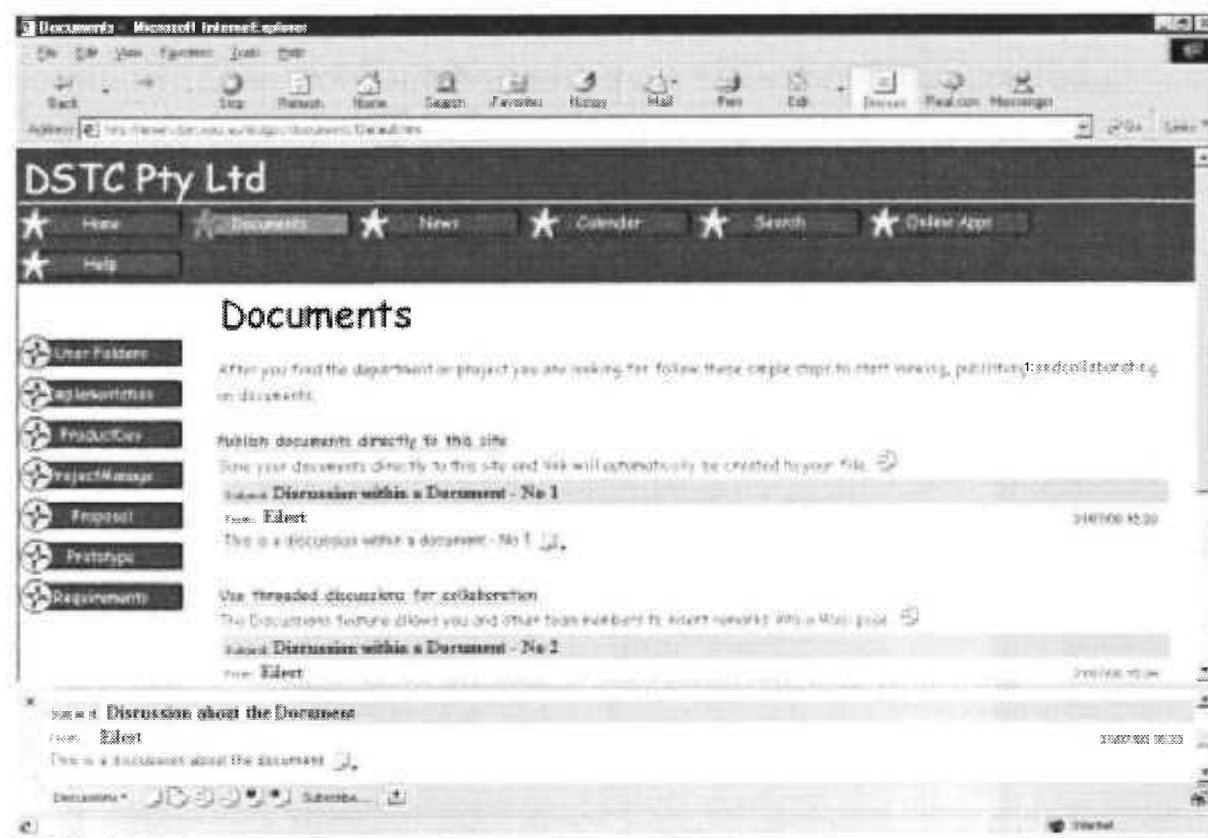 Documents - Microsoft Internet Explorer
File Edit View Favorites Tools Help
Back Stop Refresh Home Search Favorites History Mail Print Edit Discuss Real.com Messenger
Address Go Links
DSTC Pty Ltd
Home Documents News Calendar Search Online Apps
Help
Documents
User Folders
After you find the department or project you are looking for follow these simple steps to start viewing, publishing and collaborating
on documents.
Implementation
Productivity
Publish documents directly to this site
Save your documents directly to this site and link will automatically be created to your file.
ProjectManage
Subject: Discussion within a Document - No 1
Proposal
From: Eilert
This is a discussion within a document - No 1
Prototype
Requirements
Use threaded discussions for collaboration
The Discussions feature allows you and other team members to insert remarks into a Web page.
Subject: Discussion within a Document - No 2
From: Eilert
Subject: Discussion about the Document
From: Eilert
This is a discussion about the document
Discussions Subscribe...
Internet